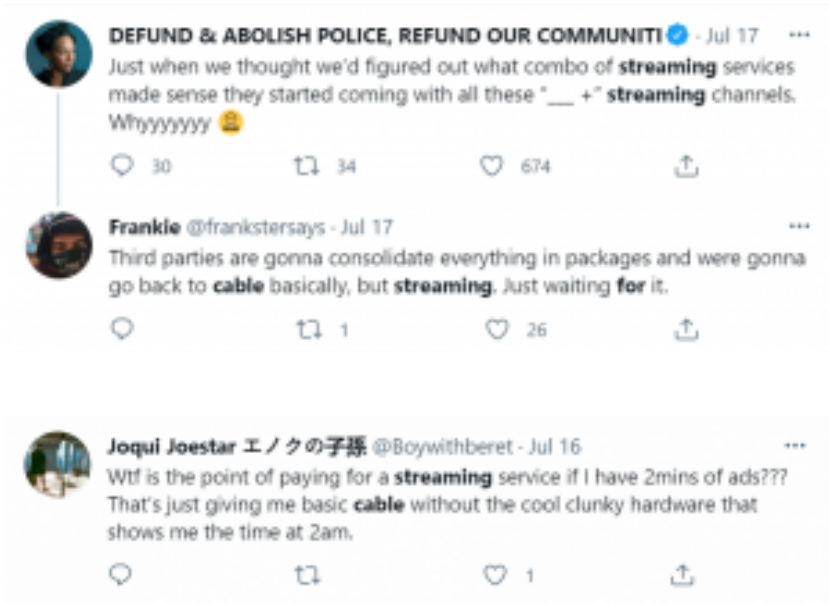 DEFUND & ABOLISH POLICE, REFUND OUR COMMUNITI · Jul 17
Just when we thought we'd figured out what combo of streaming services
made sense they started coming with all these "___ +" streaming channels.
Whyyyyyyy
30 34 674
Frankie @frankstersays · Jul 17
Third parties are gonna consolidate everything in packages and were gonna
go back to cable basically, but streaming. Just waiting for it.
1 26
Joqui Joestar エノクの子孫 @Boywithberet · Jul 16
Wtf is the point of paying for a streaming service if I have 2mins of ads???
That's just giving me basic cable without the cool clunky hardware that
shows me the time at 2am.
1